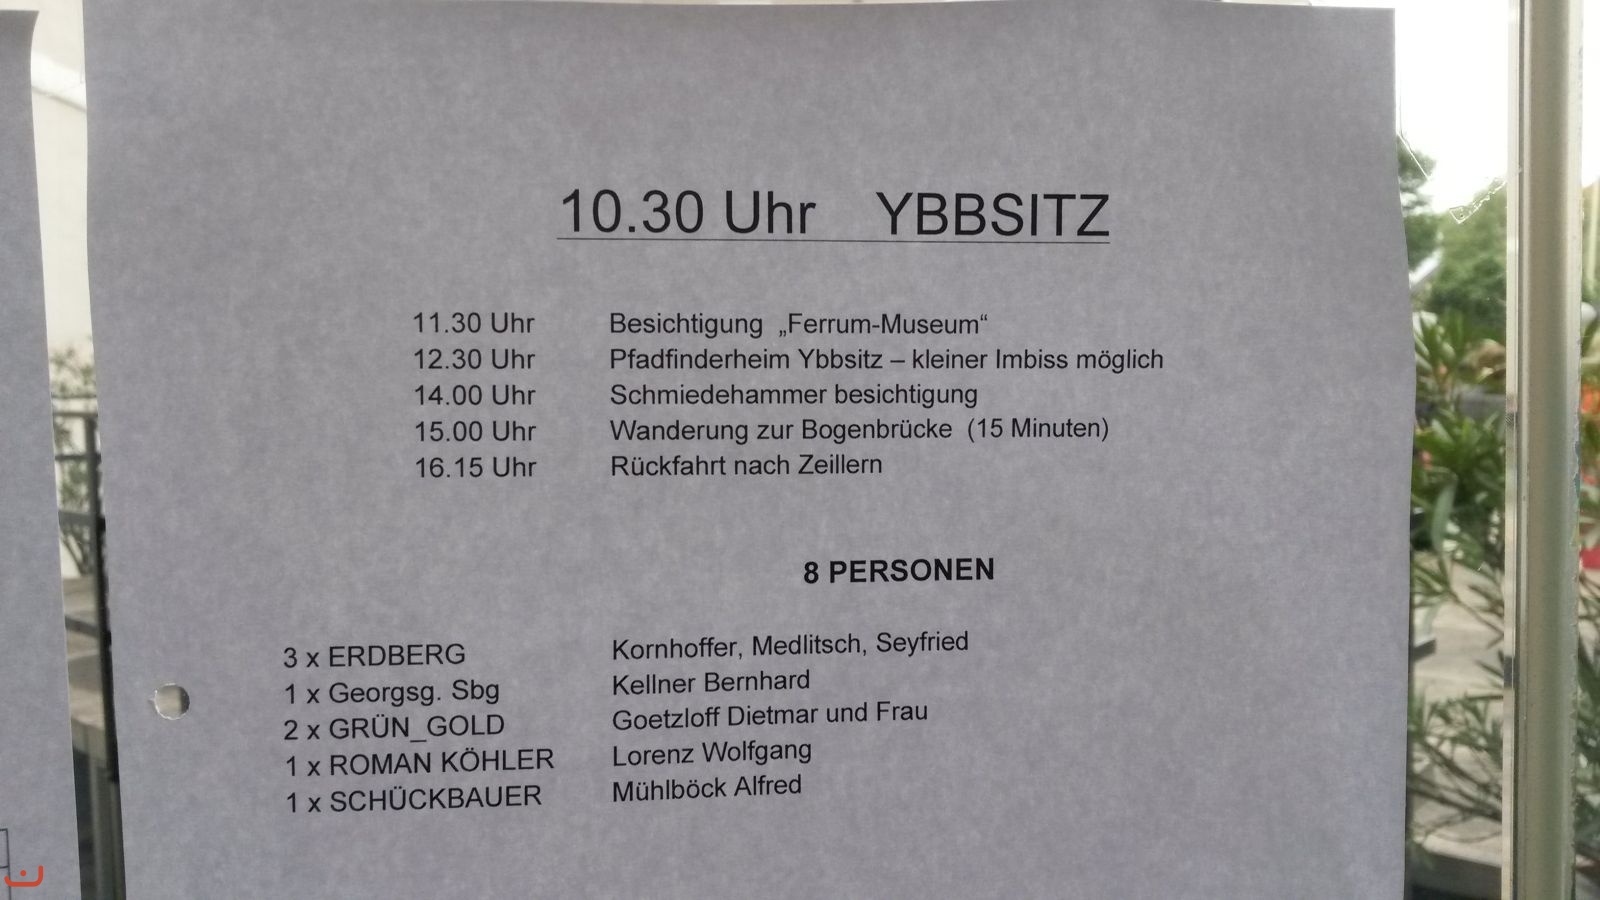 10.30 Uhr YBBSITZ
11.30 Uhr Besichtigung „Ferrum-Museum“
12.30 Uhr Pfadfinderheim Ybbsitz – kleiner Imbiss möglich
14.00 Uhr Schmiedehammer besichtigung
15.00 Uhr Wanderung zur Bogenbrücke (15 Minuten)
16.15 Uhr Rückfahrt nach Zeillern
8 PERSONEN
3 x ERDBERG Kornhoffer, Medlitsch, Seyfried
1 x Georgsg. Sbg Kellner Bernhard
2 x GRÜN_GOLD Goetzloff Dietmar und Frau
1 x ROMAN KÖHLER Lorenz Wolfgang
1 x SCHÜCKBAUER Mühlböck Alfred